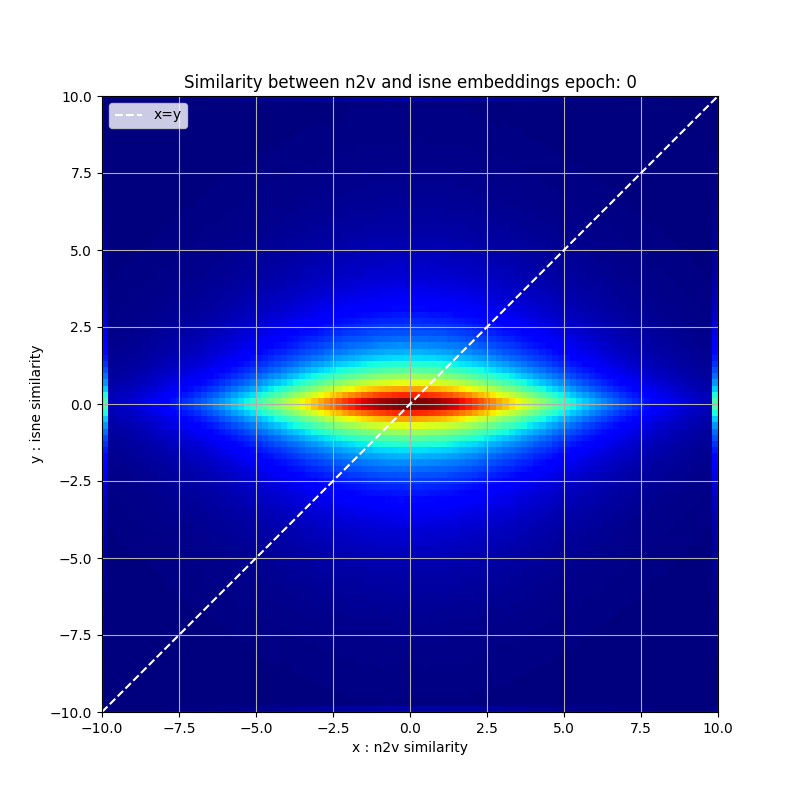 Similarity between n2v and isne embeddings epoch: 0
x=y
10.0
7.5
5.0
2.5
0.0
−2.5
−5.0
−7.5
−10.0
y : isne similarity
−10.0 −7.5 −5.0 −2.5 0.0 2.5 5.0 7.5 10.0
x : n2v similarity